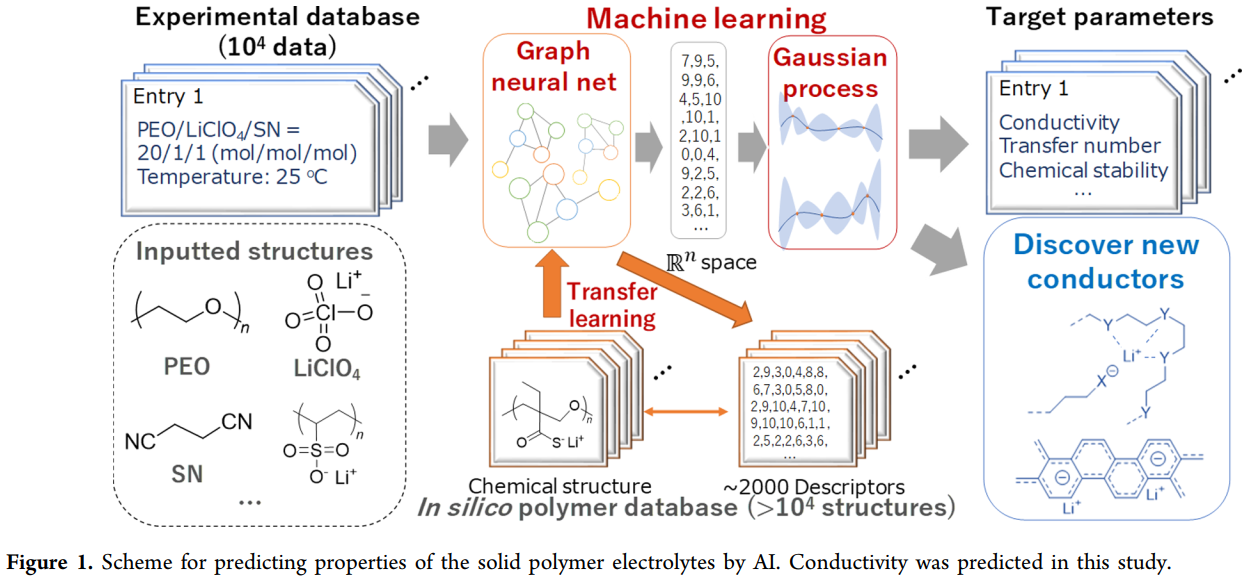 Experimental database
(10⁴ data)
Entry 1
PEO/LiClO₄/SN =
20/1/1 (mol/mol/mol)
Temperature: 25 °C
...
Inputted structures
O
n
PEO
Li⁺
O
O=Cl—O⁻
O
LiClO₄
NC
CN
SN
n
O=S=O
O⁻ Li⁺
...
Machine learning
Graph
neural net
7,9,5,
9,9,6,
4,5,10
10,1,
2,10,1
0,0,4,
9,2,5,
2,2,6,
3,6,1,
...
Gaussian
process
ℝⁿ space
Transfer
learning
O
n
O
S⁻ Li⁺
...
Chemical structure
2,9,3,0,4,8,8,
6,7,3,0,5,8,0,
2,9,10,4,7,10,
9,10,10,6,1,1,
2,5,2,2,6,3,6,
...
...
~2000 Descriptors
In silico polymer database (>10⁴ structures)
Target parameters
Entry 1
Conductivity
Transfer number
Chemical stability
...
...
Discover new
conductors
Y
Y
Li⁺
Y
X⊖
Y
⊖
⊖
Li⁺
Li⁺
Figure 1. Scheme for predicting properties of the solid polymer electrolytes by AI. Conductivity was predicted in this study.